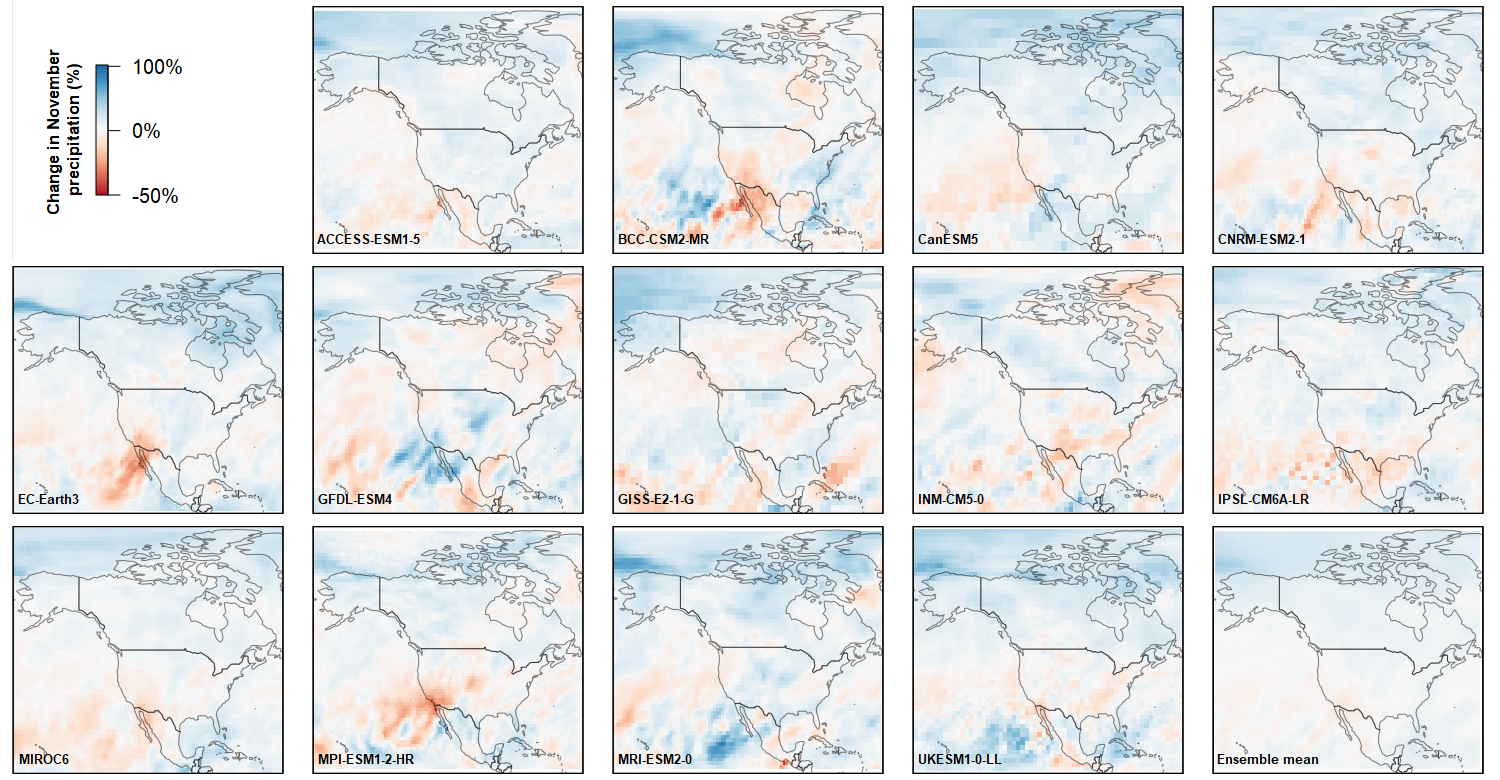 Change in November
precipitation (%)
100%
0%
-50%
ACCESS-ESM1-5
BCC-CSM2-MR
CanESM5
CNRM-ESM2-1
EC-Earth3
GFDL-ESM4
GISS-E2-1-G
INM-CM5-0
IPSL-CM6A-LR
MIROC6
MPI-ESM1-2-HR
MRI-ESM2-0
UKESM1-0-LL
Ensemble mean